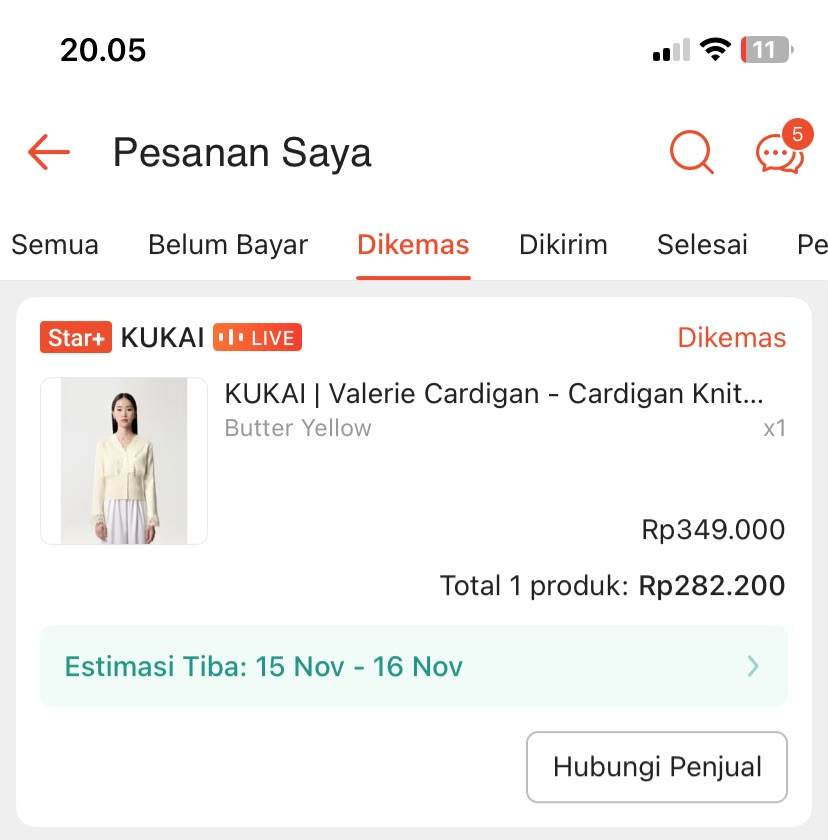 20.05
11
Pesanan Saya
5
Semua Belum Bayar Dikemas Dikirim Selesai Pe
Star+ KUKAI LIVE Dikemas
KUKAI | Valerie Cardigan - Cardigan Knit...
Butter Yellow x1
Rp349.000
Total 1 produk: Rp282.200
Estimasi Tiba: 15 Nov - 16 Nov
Hubungi Penjual